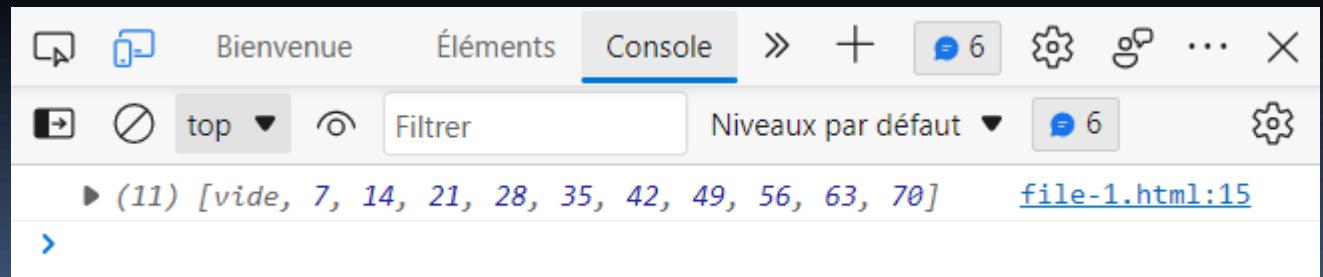 Bienvenue Éléments Console 6
top Filtrer Niveaux par défaut 6
(11) [vide, 7, 14, 21, 28, 35, 42, 49, 56, 63, 70] file-1.html:15